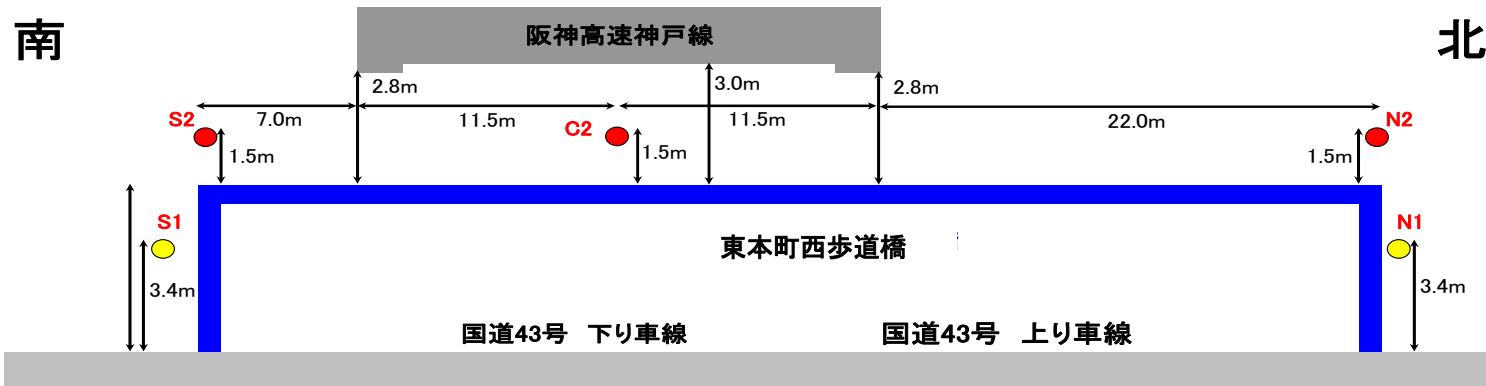 南
阪神高速神戸線
北
2.8m
3.0m
2.8m
S2
7.0m
11.5m
C2
11.5m
22.0m
N2
1.5m
1.5m
1.5m
S1
東本町西歩道橋
N1
3.4m
3.4m
国道43号 下り車線
国道43号 上り車線